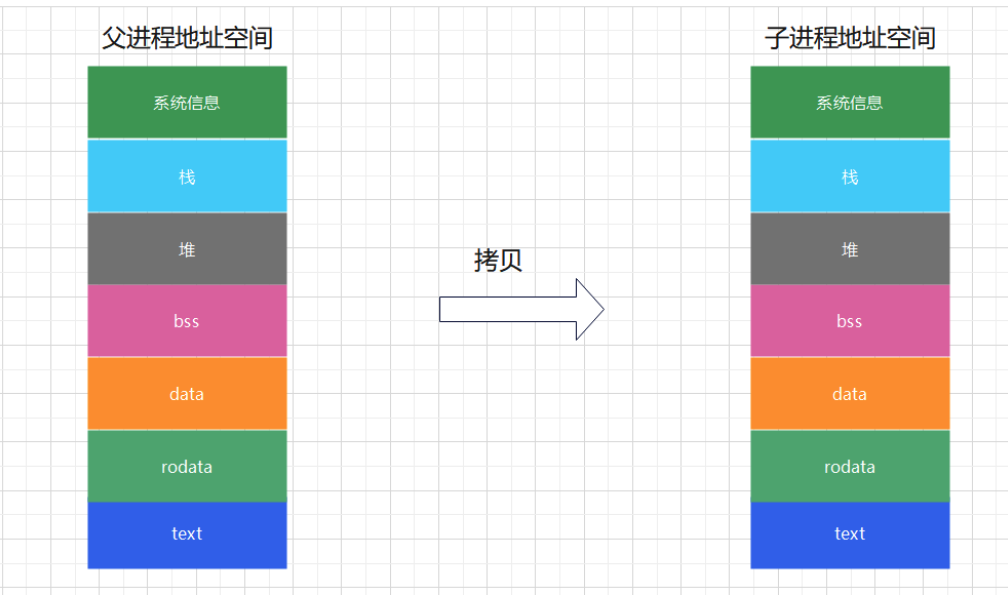 父进程地址空间
子进程地址空间
系统信息
系统信息
栈
栈
堆
堆
拷贝
bss
bss
data
data
rodata
rodata
text
text